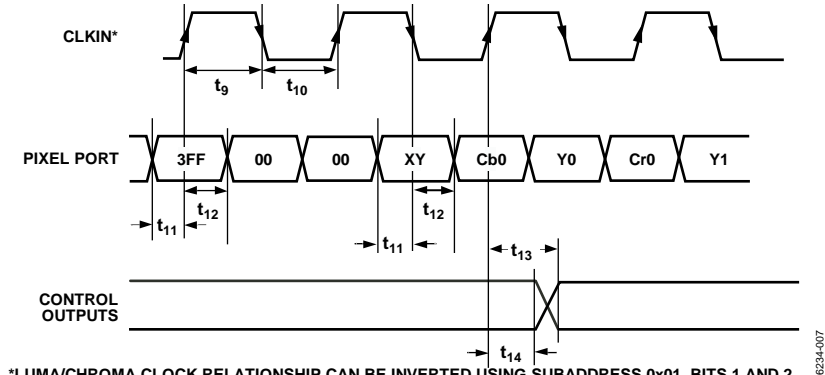 CLKIN*
t9 t10
PIXEL PORT 3FF 00 00 XY Cb0 Y0 Cr0 Y1
t12 t12
t11 t11 t13
CONTROL
OUTPUTS
t14
*LUMA/CHROMA CLOCK RELATIONSHIP CAN BE INVERTED USING SUBADDRESS 0x01, BITS 1 AND 2
6234-007